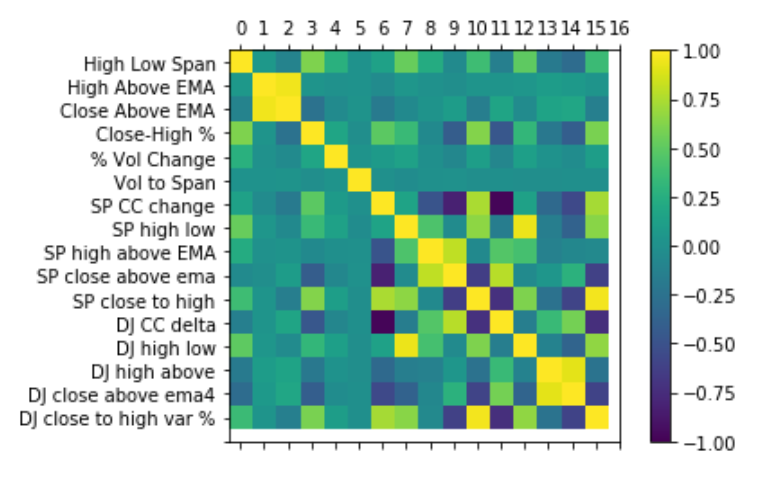 0 1 2 3 4 5 6 7 8 9 10 11 12 13 14 15 16
High Low Span
High Above EMA
Close Above EMA
Close-High %
% Vol Change
Vol to Span
SP CC change
SP high low
SP high above EMA
SP close above ema
SP close to high
DJ CC delta
DJ high low
DJ high above
DJ close above ema4
DJ close to high var %
1.00
0.75
0.50
0.25
0.00
−0.25
−0.50
−0.75
−1.00